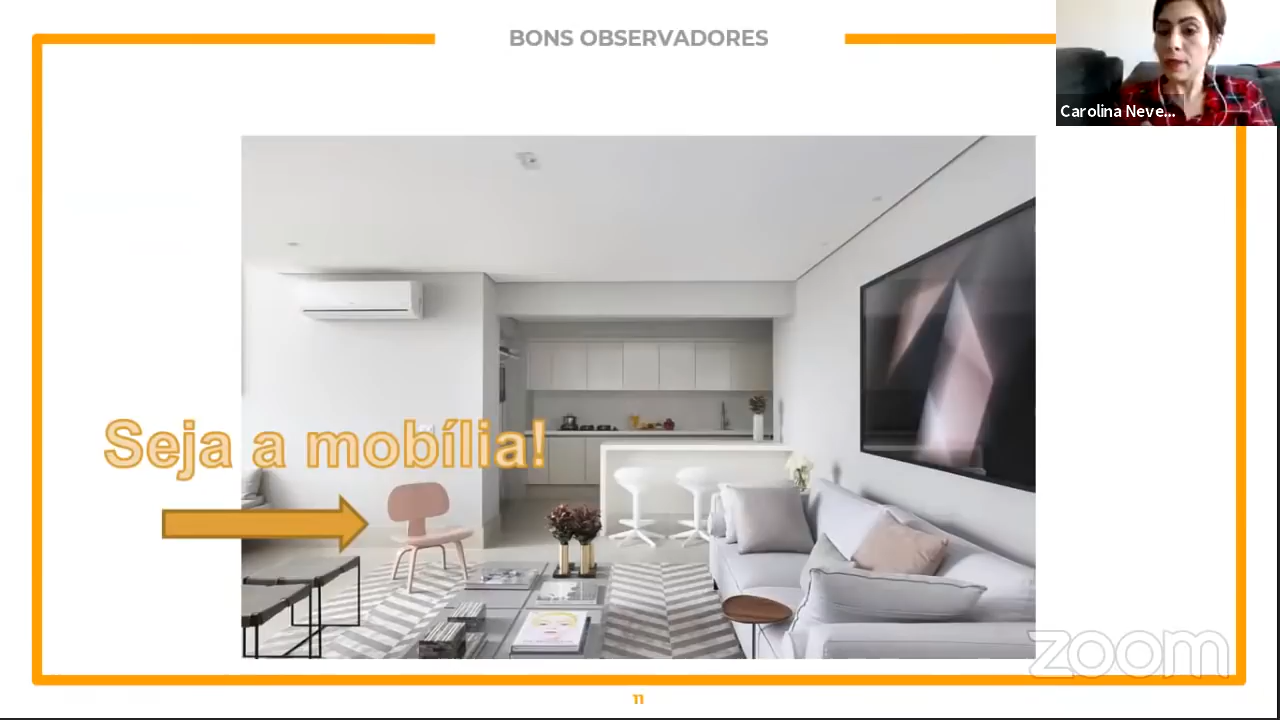 BONS OBSERVADORES
Carolina Neve...
Seja a mobília!
zoom
11